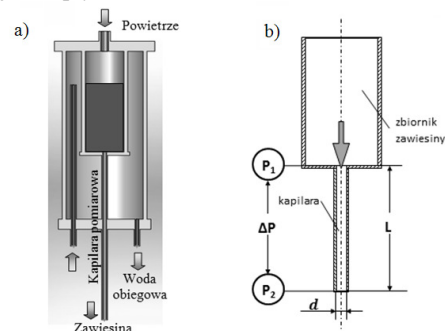 a)
Powietrze
Kapilara pomiarowa
Woda
obiegowa
Zawiesina
b)
zbiornik
zawiesiny
P₁
kapilara
ΔP
L
P₂
d